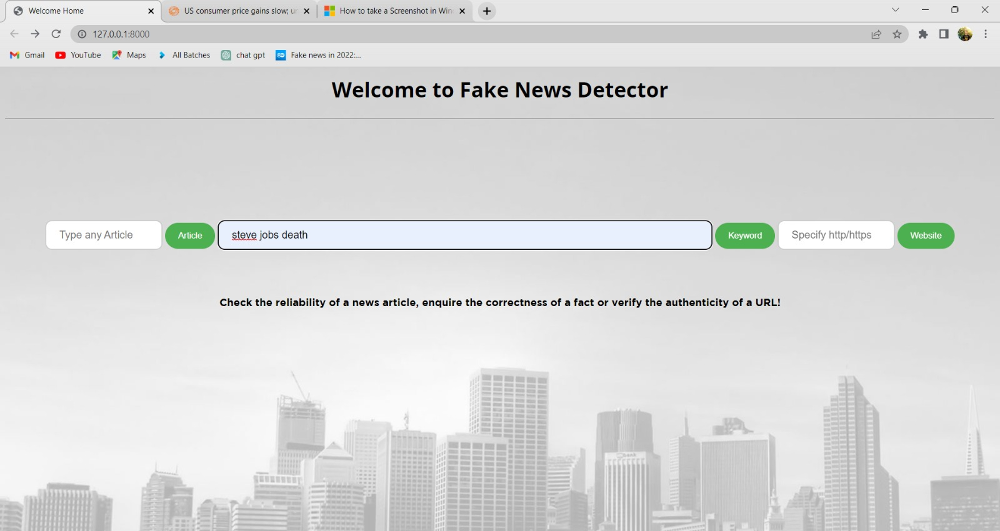 Welcome Home
US consumer price gains slow; un
How to take a Screenshot in Win
127.0.0.1:8000
Gmail
YouTube
Maps
All Batches
chat gpt
Fake news in 2022:...
Welcome to Fake News Detector
Type any Article
Article
steve jobs death
Keyword
Specify http/https
Website
Check the reliability of a news article, enquire the correctness of a fact or verify the authenticity of a URL!